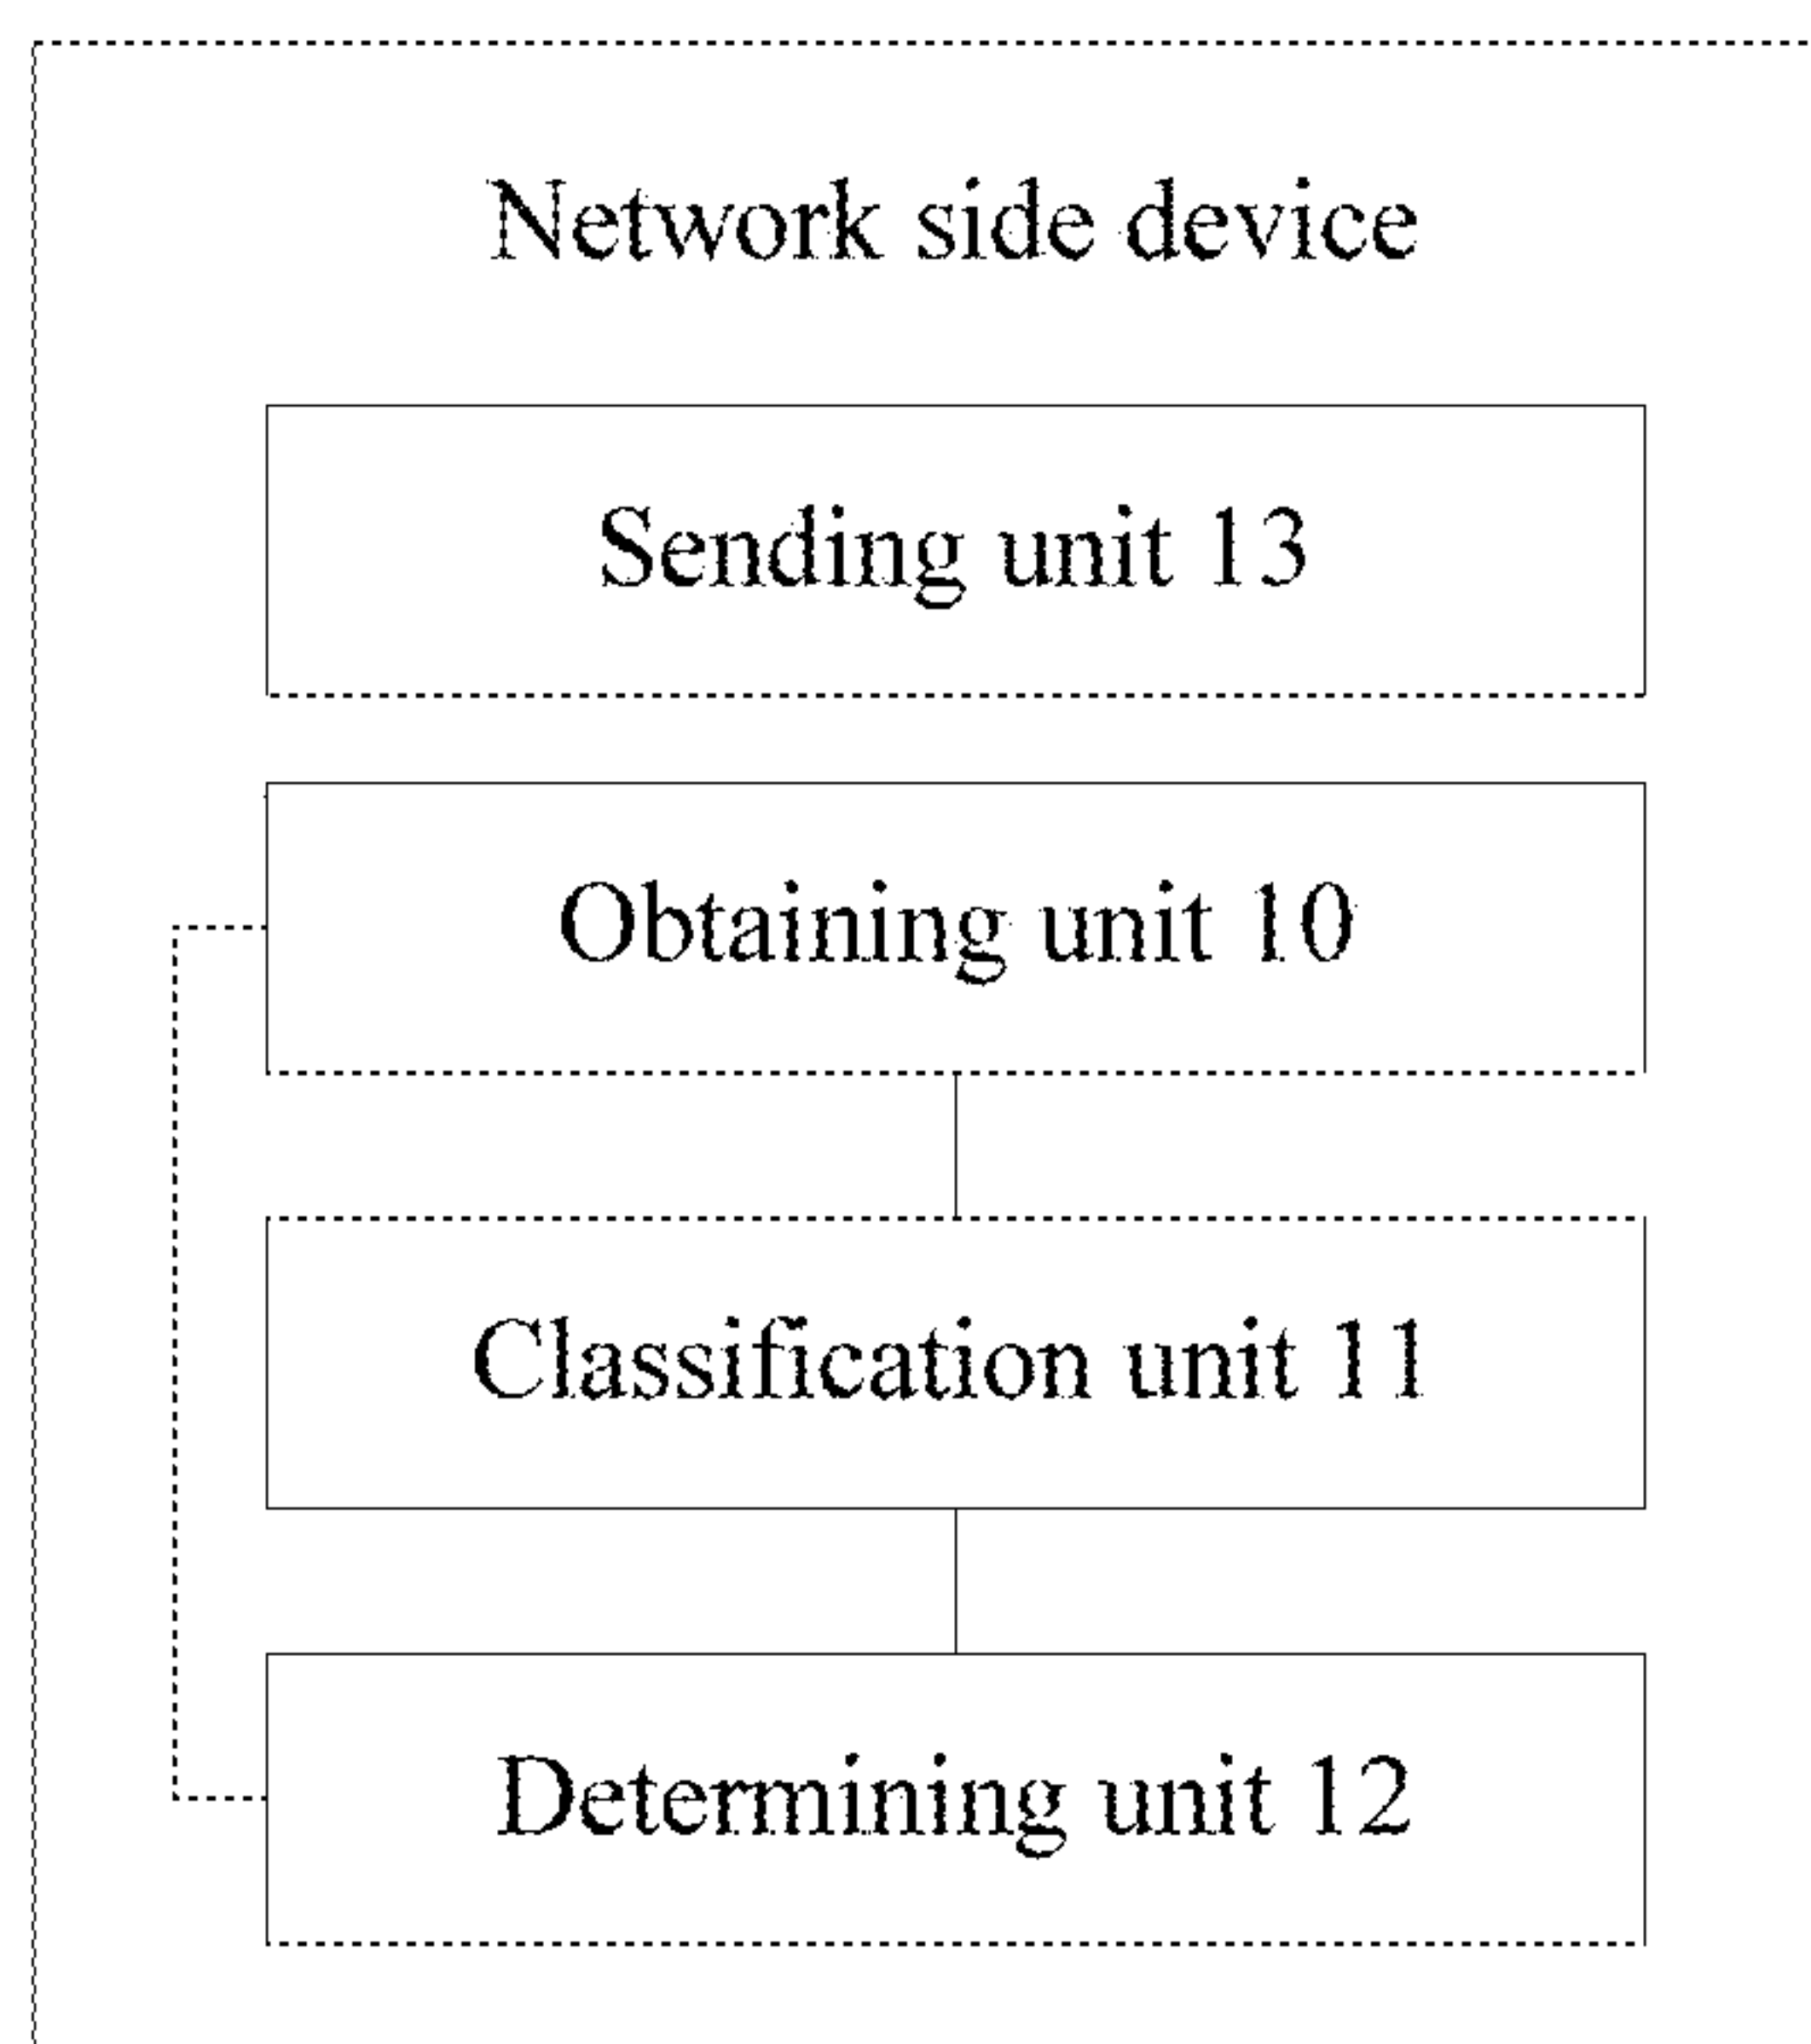 Network side device
Sending unit 13
Obtaining unit 10
Classification unit 11
Determining unit 12